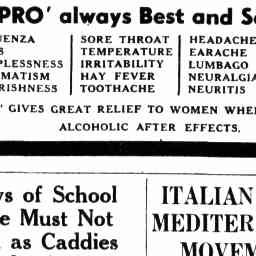 PRO' always Best and S
UENZA
SORE THROAT
HEADACHE
S
TEMPERATURE
EARACHE
PLESSNESS
IRRITABILITY
LUMBAGO
MATISM
HAY FEVER
NEURALGIA
RISHNESS
TOOTHACHE
NEURITIS
' GIVES GREAT RELIEF TO WOMEN WHE
ALCOHOLIC AFTER EFFECTS.
ys of School
e Must Not
as Caddies
ITALIAN
MEDITER
MOVEM